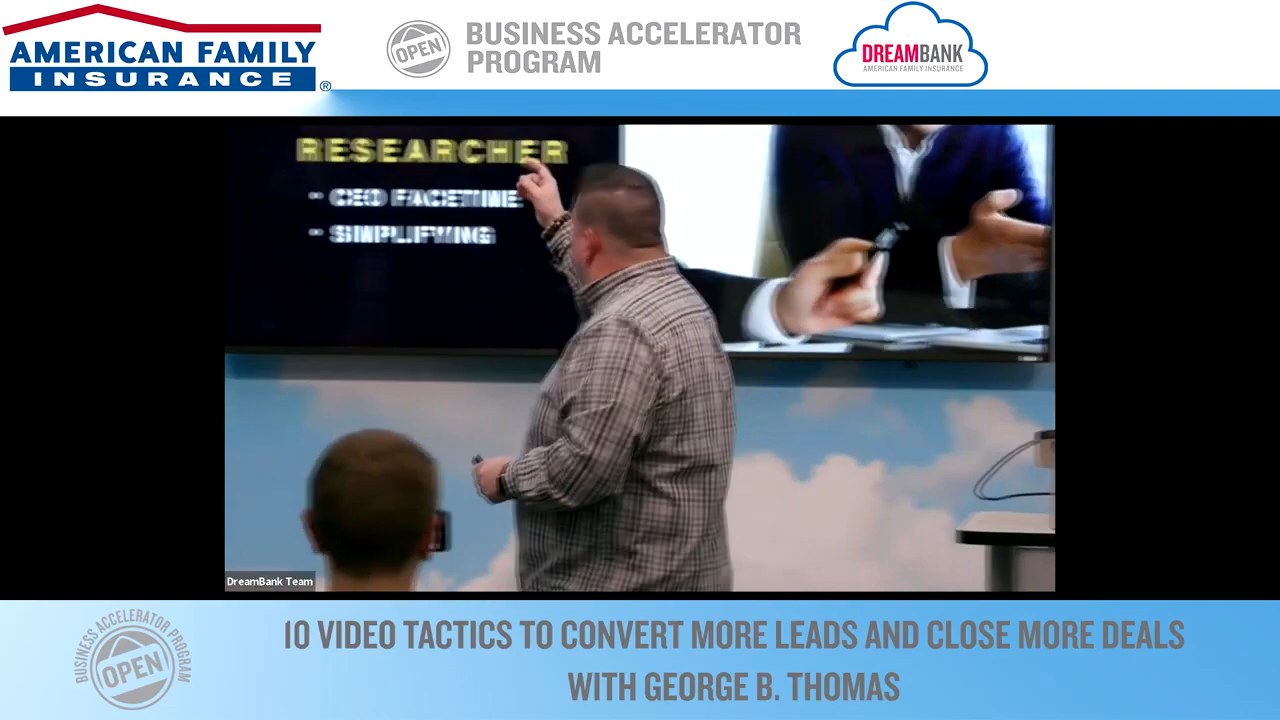 AMERICAN FAMILY
INSURANCE ®
OPEN
BUSINESS ACCELERATOR
PROGRAM
DREAMBANK
AMERICAN FAMILY INSURANCE
RESEARCHER
- CEO FACETIME
- SIMPLIFYING
DreamBank Team
BUSINESS ACCELERATOR PROGRAM
OPEN
10 VIDEO TACTICS TO CONVERT MORE LEADS AND CLOSE MORE DEALS
WITH GEORGE B. THOMAS